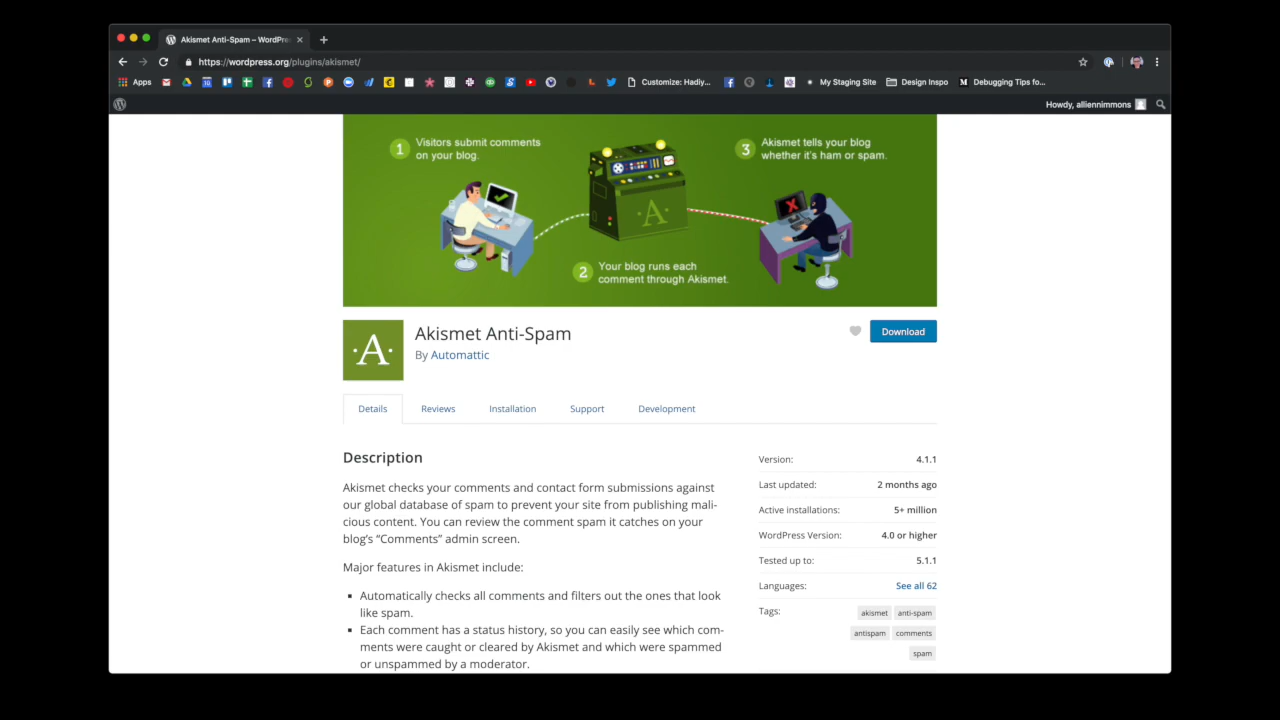 Akismet Anti-Spam – WordPre
https://wordpress.org/plugins/akismet/
Apps
Customize: Hadiy...
My Staging Site
Design Inspo
Debugging Tips fo...
Howdy, alliennimmons
1 Visitors submit comments
on your blog.
3 Akismet tells your blog
whether it's ham or spam.
A
2 Your blog runs each
comment through Akismet.
·A·
Akismet Anti-Spam
Download
By Automattic
Details
Reviews
Installation
Support
Development
Description
Akismet checks your comments and contact form submissions against
our global database of spam to prevent your site from publishing mali-
cious content. You can review the comment spam it catches on your
blog's “Comments” admin screen.
Major features in Akismet include:
Automatically checks all comments and filters out the ones that look
like spam.
Each comment has a status history, so you can easily see which com-
ments were caught or cleared by Akismet and which were spammed
or unspammed by a moderator.
Version: 4.1.1
Last updated: 2 months ago
Active installations: 5+ million
WordPress Version: 4.0 or higher
Tested up to: 5.1.1
Languages: See all 62
Tags: akismet anti-spam
antispam comments
spam